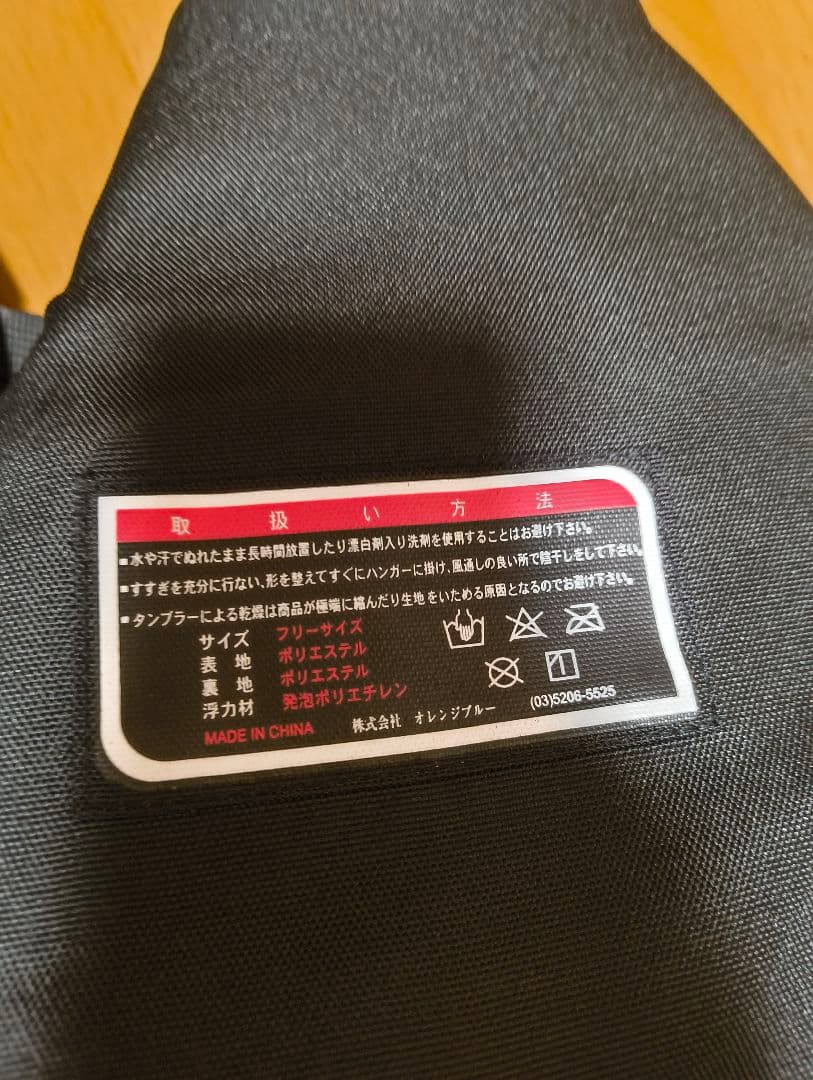 取扱い方法
■水や汗でぬれたまま長時間放置したり漂白剤入り洗剤を使用することはお避け下さい。
■すすぎを充分に行ない、形を整えてすぐにハンガーに掛け、風通しの良い所で陰干しをして下さい。
■タンブラーによる乾燥は商品が極端に縮んだり生地をいためる原因となるのでお避け下さい。
サイズ フリーサイズ
表地 ポリエステル
裏地 ポリエステル
浮力材 発泡ポリエチレン
MADE IN CHINA 株式会社 オレンジブルー (03)5206-5525